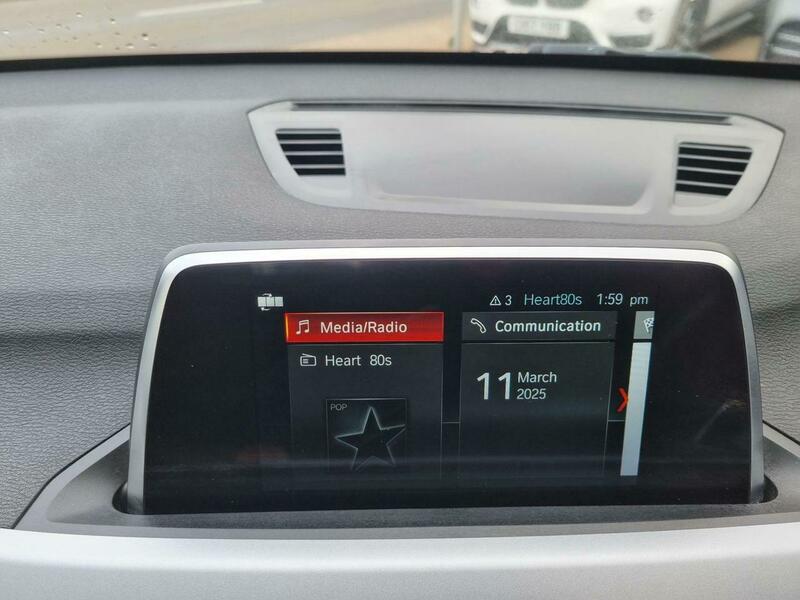 3 Heart80s 1:59 pm
Media/Radio
Communication
Heart 80s
11 March
2025
POP